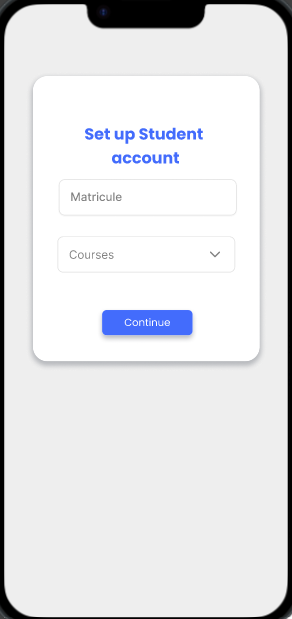 Set up Student
account
Matricule
Courses
Continue